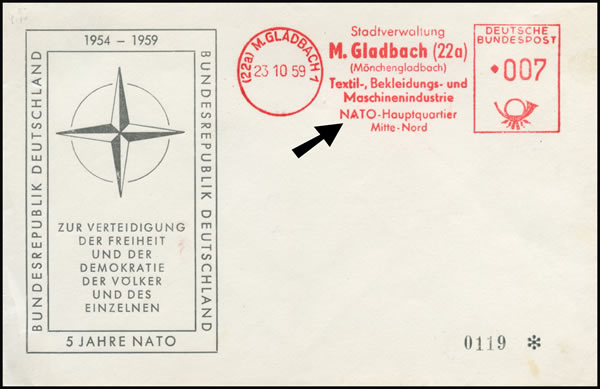 1954 – 1959
BUNDESREPUBLIK DEUTSCHLAND
BUNDESREPUBLIK DEUTSCHLAND
ZUR VERTEIDIGUNG
DER FREIHEIT
UND DER
DEMOKRATIE
DER VÖLKER
UND DES
EINZELNEN
5 JAHRE NATO
(22a) M.GLADBACH 1
23 10 59
Stadtverwaltung
M. Gladbach (22a)
(Mönchengladbach)
Textil-, Bekleidungs- und
Maschinenindustrie
NATO-Hauptquartier
Mitte-Nord
DEUTSCHE
BUNDESPOST
*007
0119 *